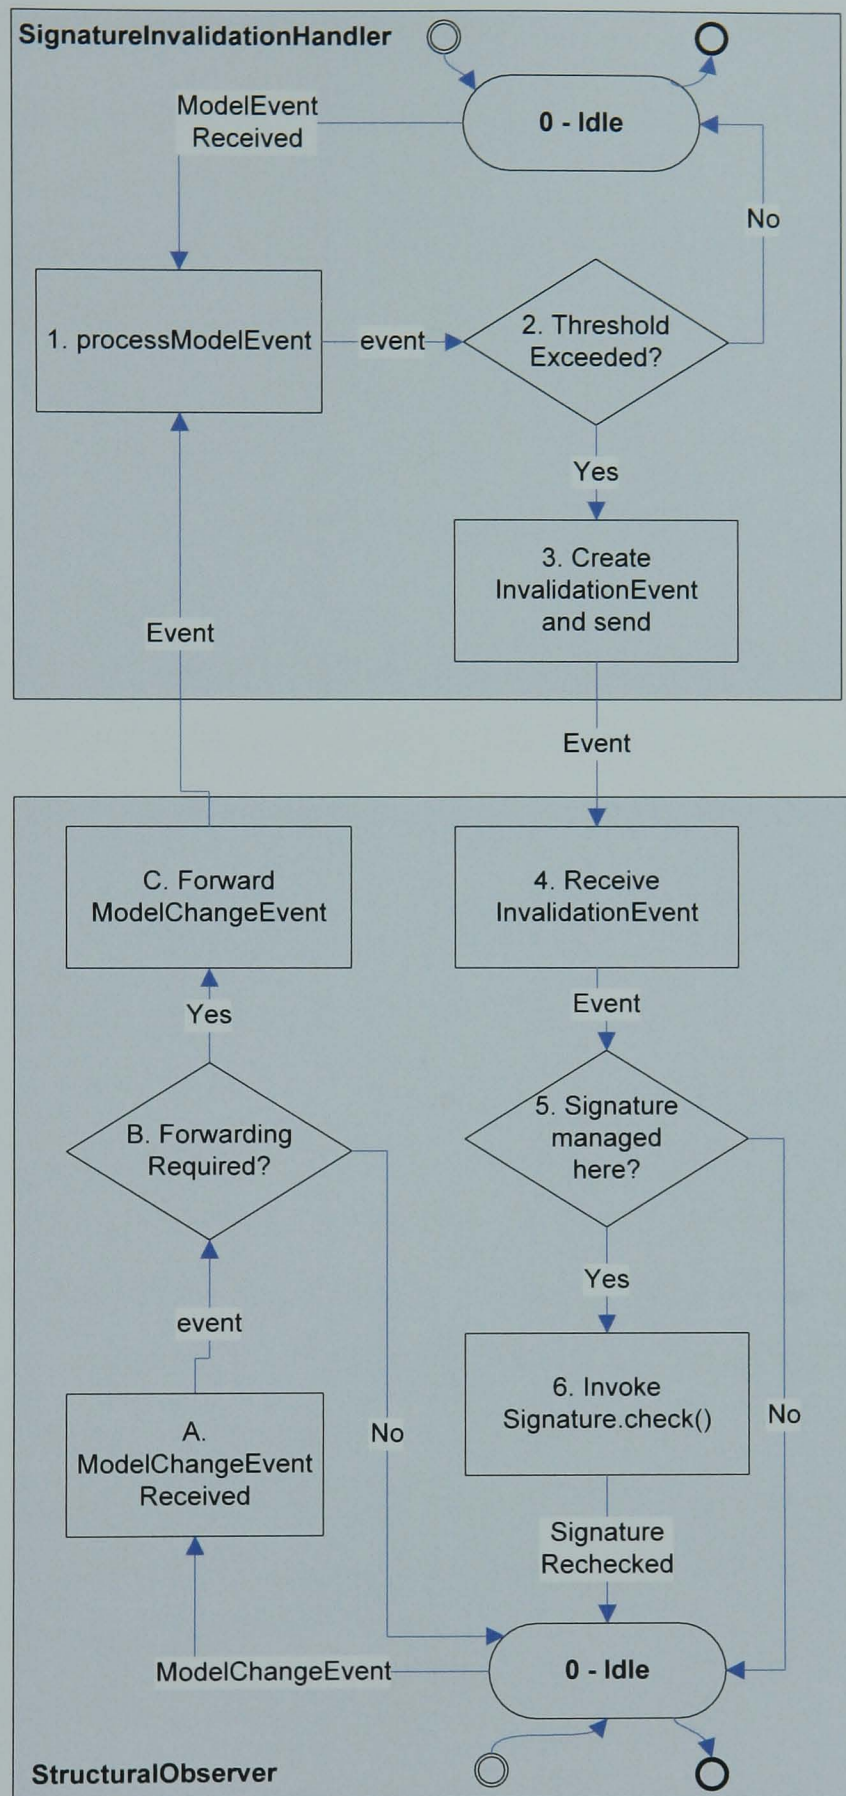 SignatureInvalidationHandler
ModelEvent
Received
0 - Idle
No
1. processModelEvent
event
2. Threshold
Exceeded?
Yes
3. Create
InvalidationEvent
and send
Event
Event
C. Forward
ModelChangeEvent
4. Receive
InvalidationEvent
Yes
Event
B. Forwarding
Required?
5. Signature
managed
here?
event
Yes
A.
ModelChangeEvent
Received
No
6. Invoke
Signature.check()
No
Signature
Rechecked
ModelChangeEvent
0 - Idle
StructuralObserver